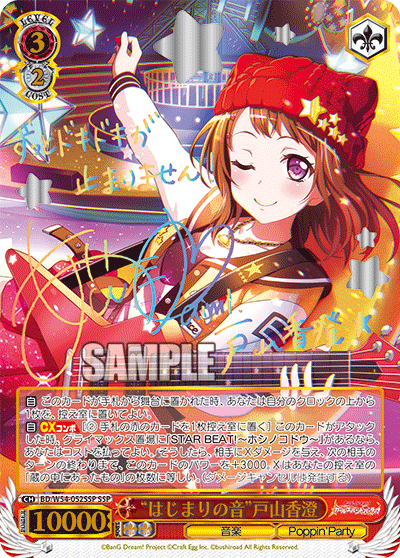 LEVEL
3
2
COST
ずっとドキドキが
止まりません
戸山香澄
SAMPLE
自 このカードが手札から舞台に置かれた時、あなたは自分のクロックの上から
1枚を、控え室に置いてよい。
自 CXコンボ [② 手札の赤のカードを1枚控え室に置く] このカードがアタック
した時、クライマックス置場に「STAR BEAT!～ホシノコドウ～」があるなら、
あなたはコストを払ってよい。そうしたら、相手にXダメージを与え、次の相手の
ターンの終わりまで、このカードのパワーを+3000。Xはあなたの控え室の
「蔵の中にあったもの」の枚数に等しい。(ダメージキャンセルは発生する)
CH BD/W54-052SSP SSP
10000
“はじまりの音”戸山香澄
音楽 Poppin'Party
©BanG Dream! Project ©Craft Egg Inc. ©bushiroad All Rights Reserved.